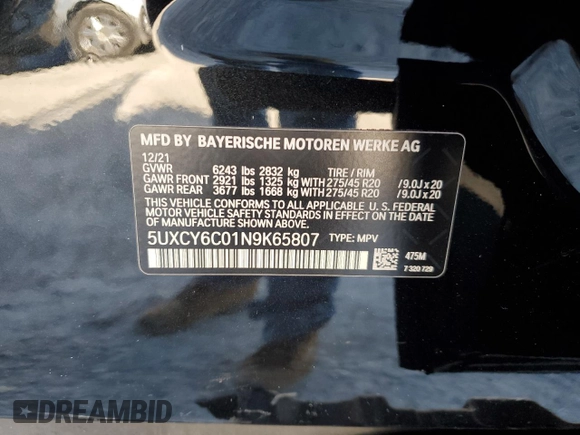 MFD BY BAYERISCHE MOTOREN WERKE AG
12/21
GVWR 6243 lbs 2832 kg TIRE / RIM
GAWR FRONT 2921 lbs 1325 kg WITH 275/45 R20 /9.0J x 20
GAWR REAR 3677 lbs 1668 kg WITH 275/45 R20 /9.0J x 20
THIS VEHICLE CONFORMS TO ALL APPLICABLE U. S. FEDERAL
MOTOR VEHICLE SAFETY STANDARDS IN EFFECT ON THE
DATE OF MANUFACTURE SHOWN ABOVE.
5UXCY6C01N9K65807 TYPE: MPV
475M
7 320 729
DREAMBID